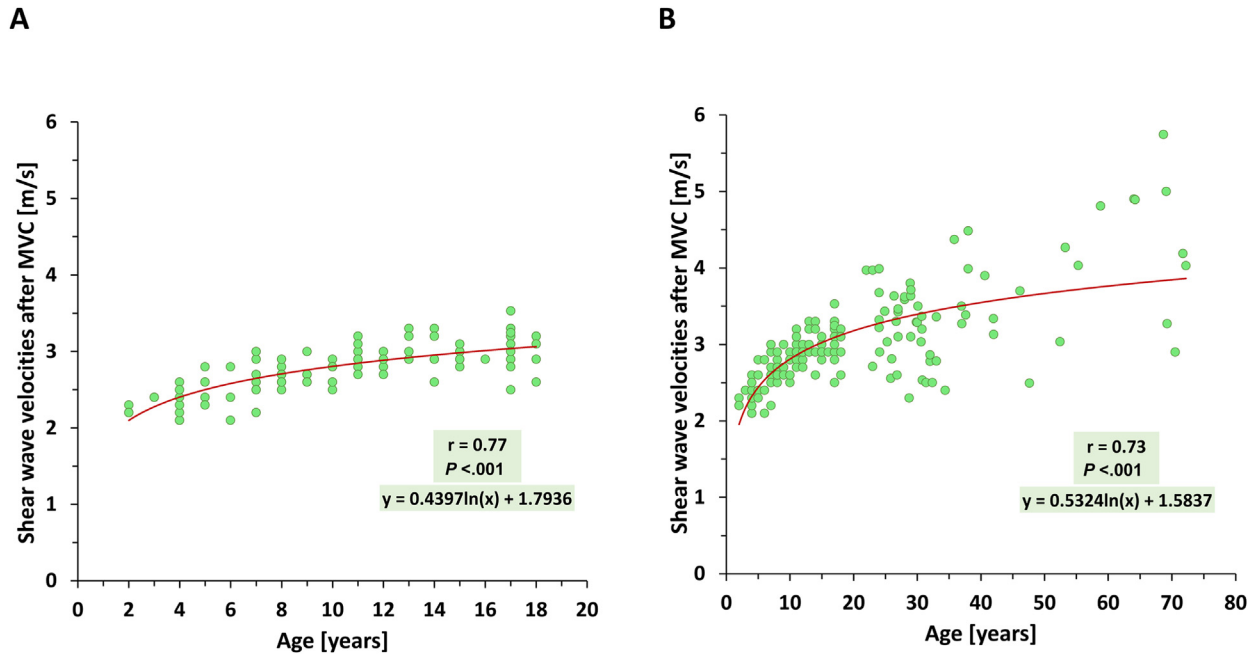 A
Shear wave velocities after MVC [m/s]
6
5
4
3
2
1
0
r = 0.77
P <.001
y = 0.4397ln(x) + 1.7936
0 2 4 6 8 10 12 14 16 18 20
Age [years]
B
Shear wave velocities after MVC [m/s]
6
5
4
3
2
1
0
r = 0.73
P <.001
y = 0.5324ln(x) + 1.5837
0 10 20 30 40 50 60 70 80
Age [years]